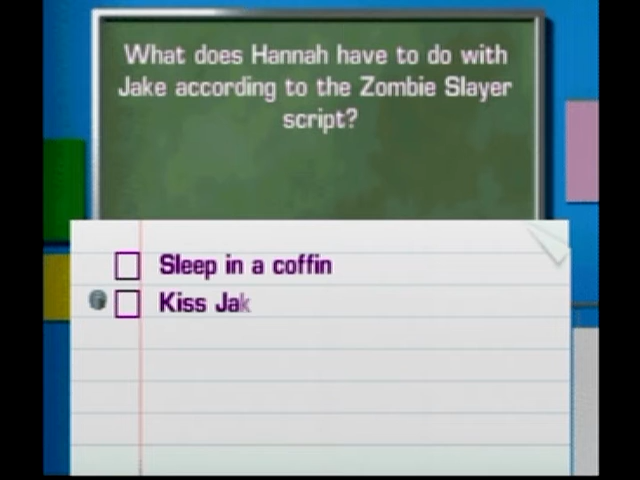 What does Hannah have to do with
Jake according to the Zombie Slayer
script?
Sleep in a coffin
Kiss Jak